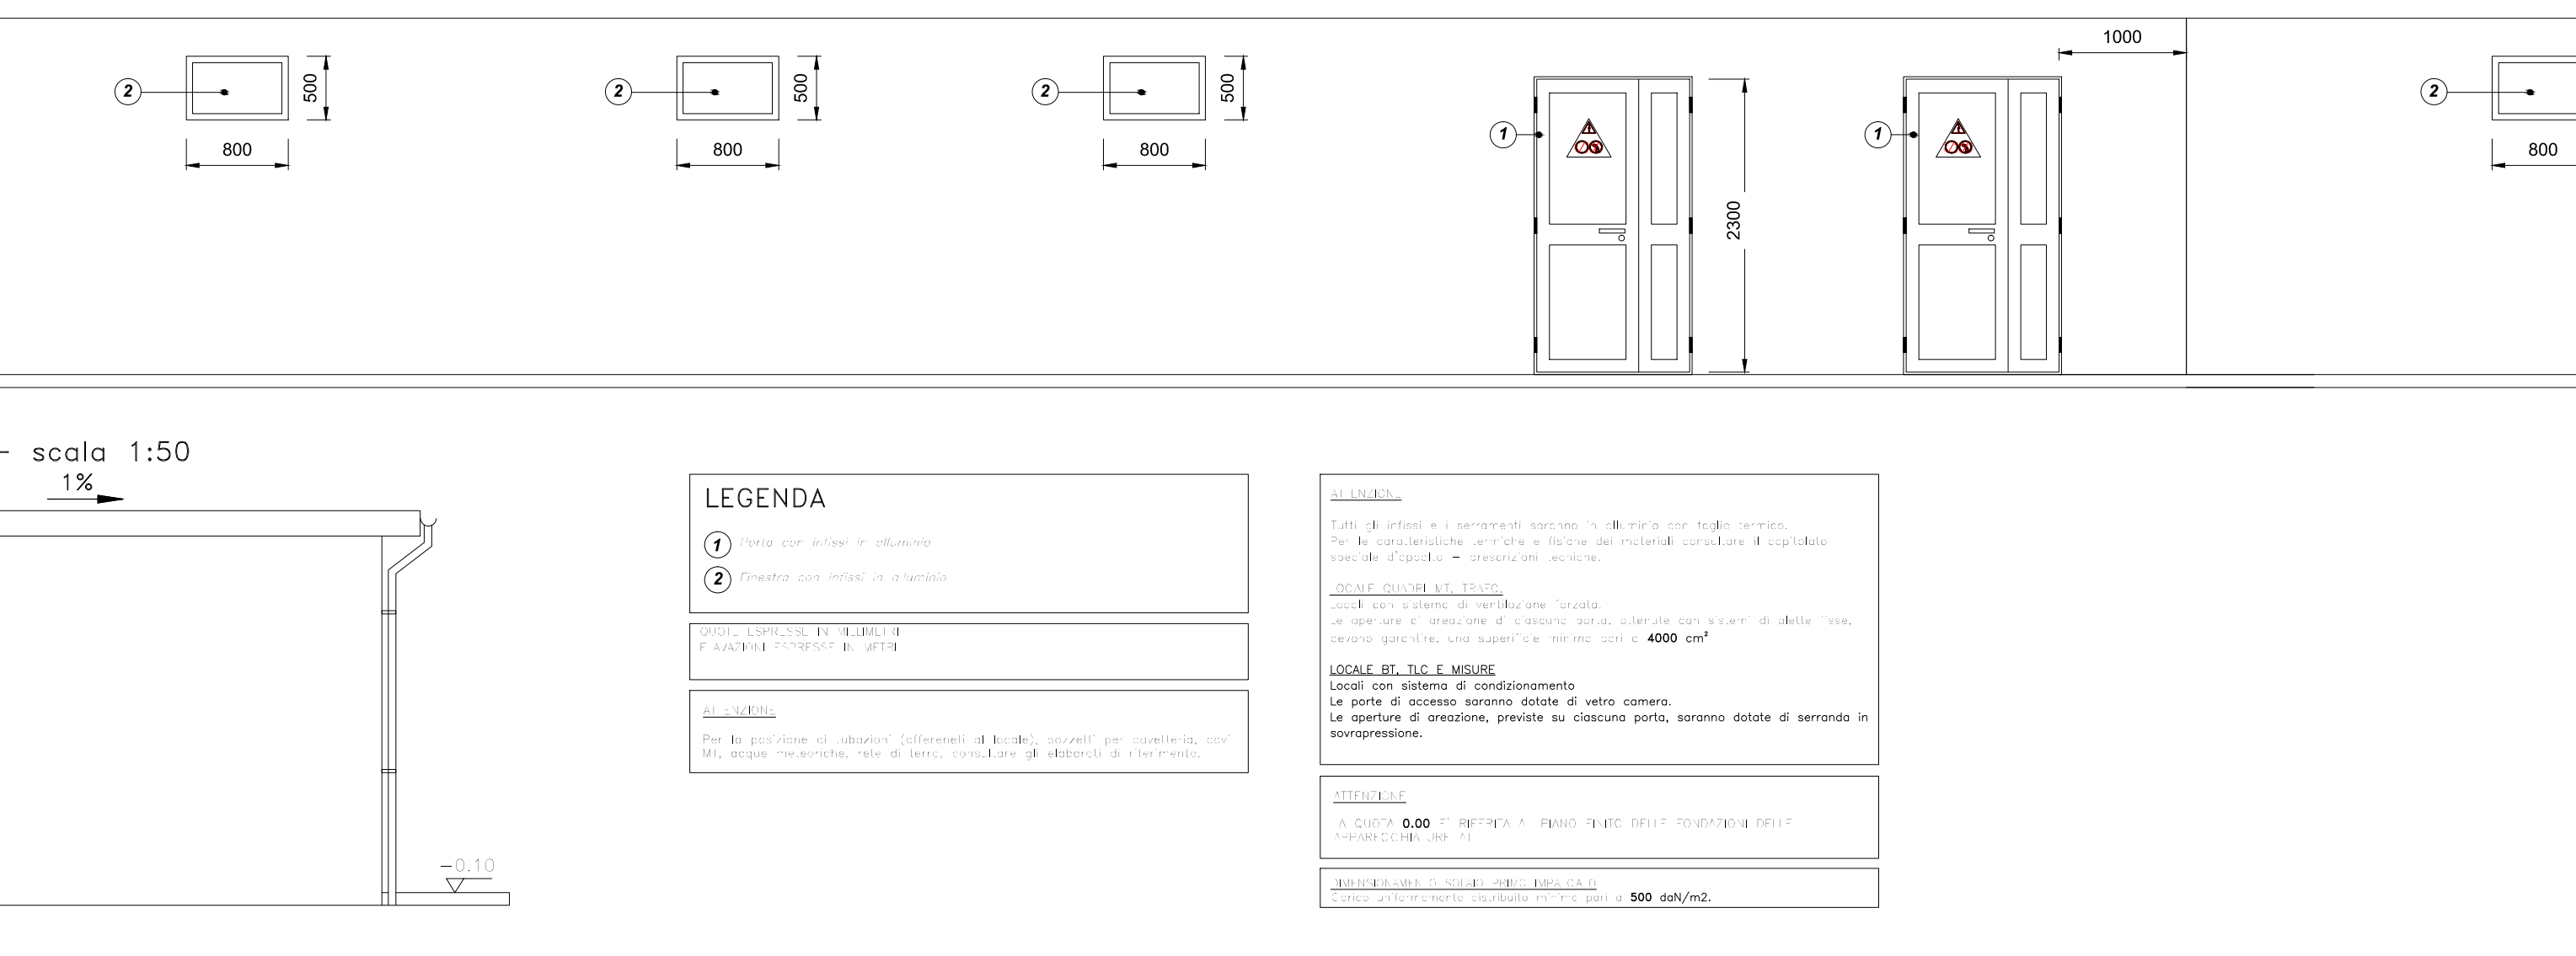 1000
2
500
2
500
2
500
2
1
1
800
800
800
800
2300
- scala 1:50
1%
LEGENDA
1 Porta con infissi in alluminio
2 Finestra con infissi in alluminio
QUOTE ESPRESSE IN MILLIMETRI
ELAVAZIONI ESPRESSE IN METRI
ATTENZIONE
Per la posizione di tubazioni (affereneti al locale), pozzetti per cavetteria, cavi
MT, acque meteoriche, rete di terra, consultare gli elaborati di riferimento.
ATTENZIONE
Tutti gli infissi e i serramenti saranno in alluminio con taglio termico.
Per le caratteristiche termiche e fisiche dei materiali consultare il capitolato
speciale d'appalto - prescrizioni tecniche.
LOCALE QUADRI MT, TRAFO.
Locali con sistema di ventilazione forzata.
Le aperture di areazione di ciascuna porta, ottenute con sistemi di alette fisse,
devono garantire, una superficie minima pari a 4000 cm²
LOCALE BT, TLC E MISURE
Locali con sistema di condizionamento
Le porte di accesso saranno dotate di vetro camera.
Le aperture di areazione, previste su ciascuna porta, saranno dotate di serranda in
sovrapressione.
ATTENZIONE
LA QUOTA 0.00 E' RIFERITA AL PIANO FINITO DELLE FONDAZIONI DELLE
APPARECCHIATURE AT
DIMENSIONAMENTO SOLAIO PRIMO IMPALCATO
Carico uniformemente distribuito minimo pari a 500 daN/m2.
-0.10